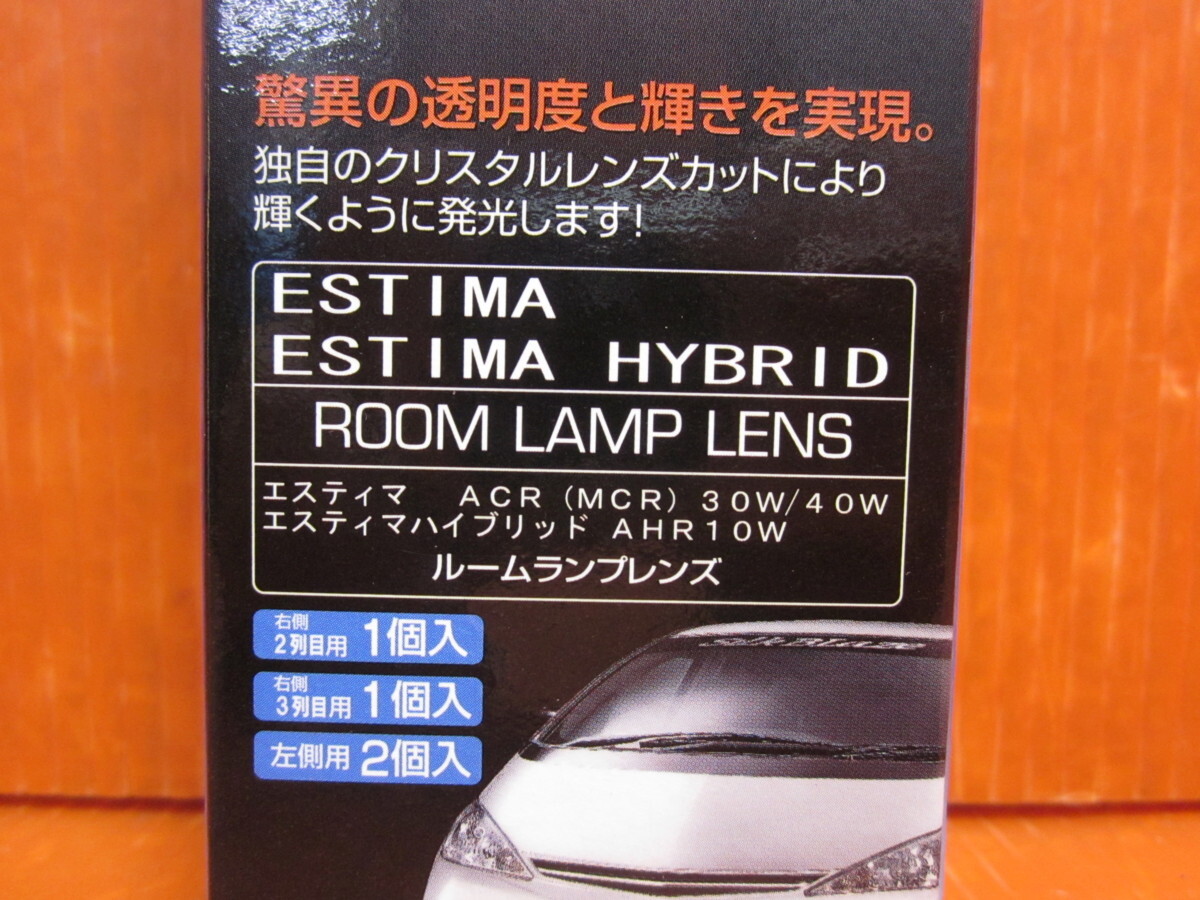 驚異の透明度と輝きを実現。
独自のクリスタルレンズカットにより
輝くように発光します!
ESTIMA
ESTIMA HYBRID
ROOM LAMP LENS
エスティマ ACR (MCR) 30W/40W
エスティマハイブリッド AHR10W
ルームランプレンズ
右側
2列目用 1個入
右側
3列目用 1個入
左側用 2個入
Silk BLAZE